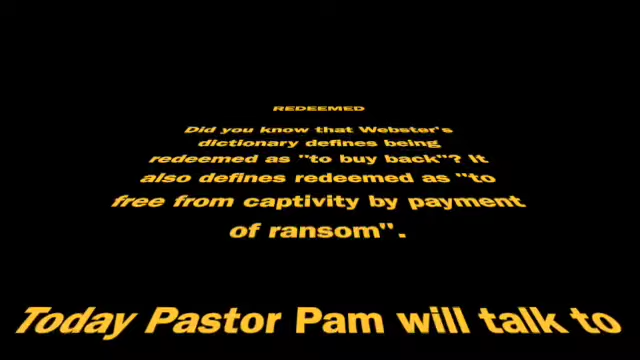 REDEEMED
Did you know that Webster's
dictionary defines being
redeemed as "to buy back"? It
also defines redeemed as "to
free from captivity by payment
of ransom".
Today Pastor Pam will talk to